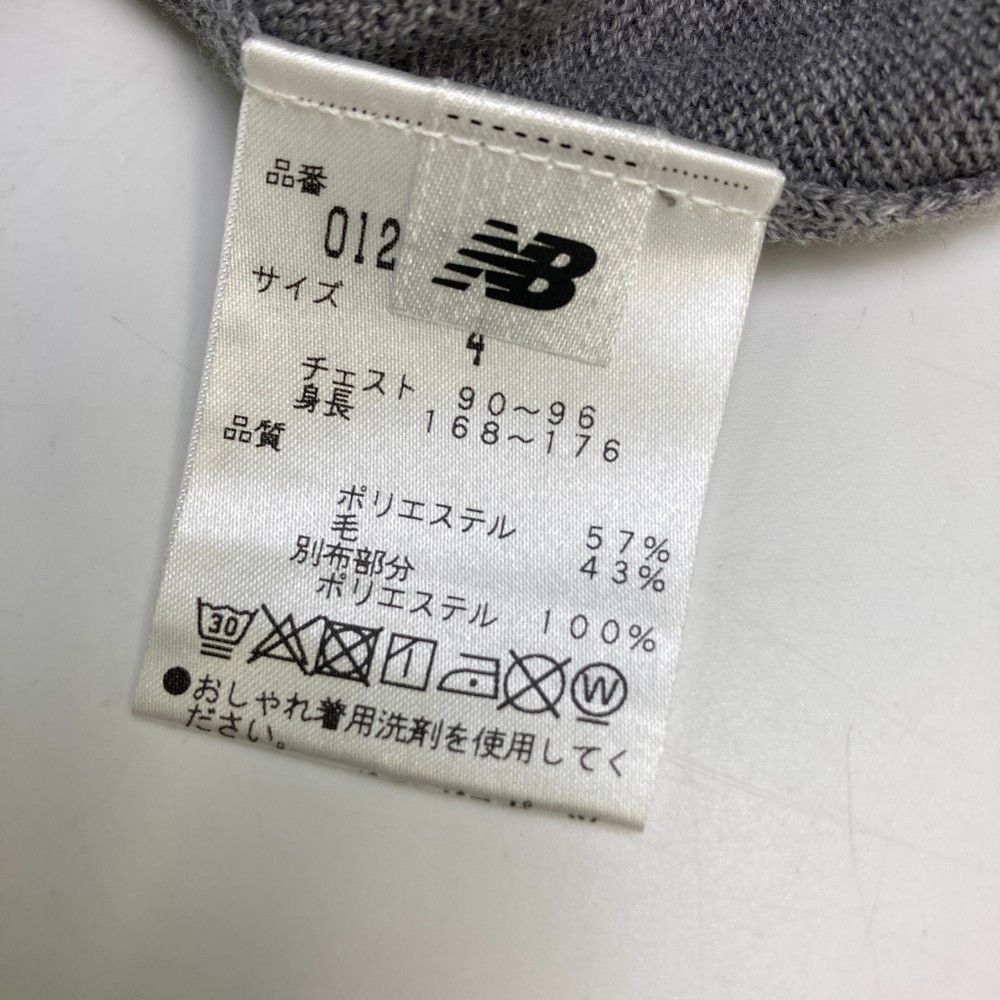 品番
012
NB
サイズ
4
チェスト 90～96
身長 168～176
品質
ポリエステル 57%
毛 43%
別布部分
ポリエステル 100%
30
W
●おしゃれ着用洗剤を使用してく
ださい。